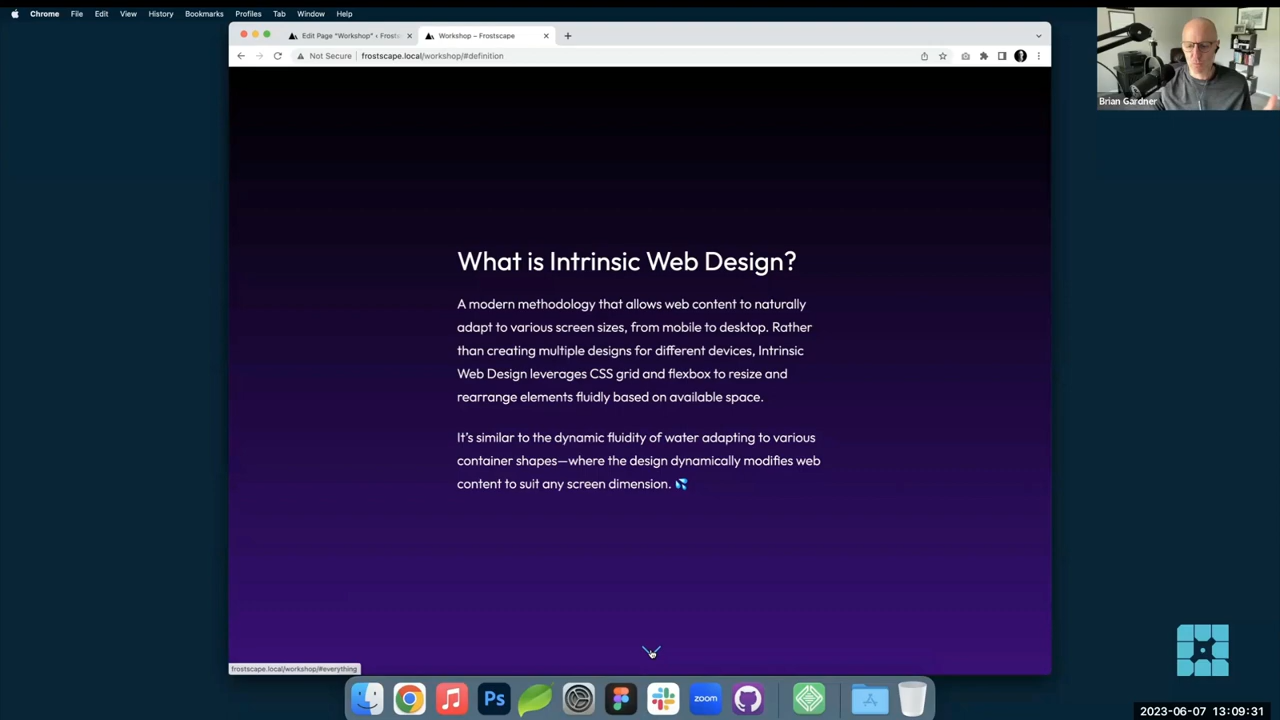 Chrome File Edit View History Bookmarks Profiles Tab Window Help
Edit Page "Workshop" ‹ Frosts
Workshop – Frostscape
Not Secure frostscape.local/workshop/#definition
Brian Gardner
What is Intrinsic Web Design?
A modern methodology that allows web content to naturally
adapt to various screen sizes, from mobile to desktop. Rather
than creating multiple designs for different devices, Intrinsic
Web Design leverages CSS grid and flexbox to resize and
rearrange elements fluidly based on available space.
It's similar to the dynamic fluidity of water adapting to various
container shapes—where the design dynamically modifies web
content to suit any screen dimension. 💦
frostscape.local/workshop/#everything
Ps
zoom
2023-06-07 13:09:31